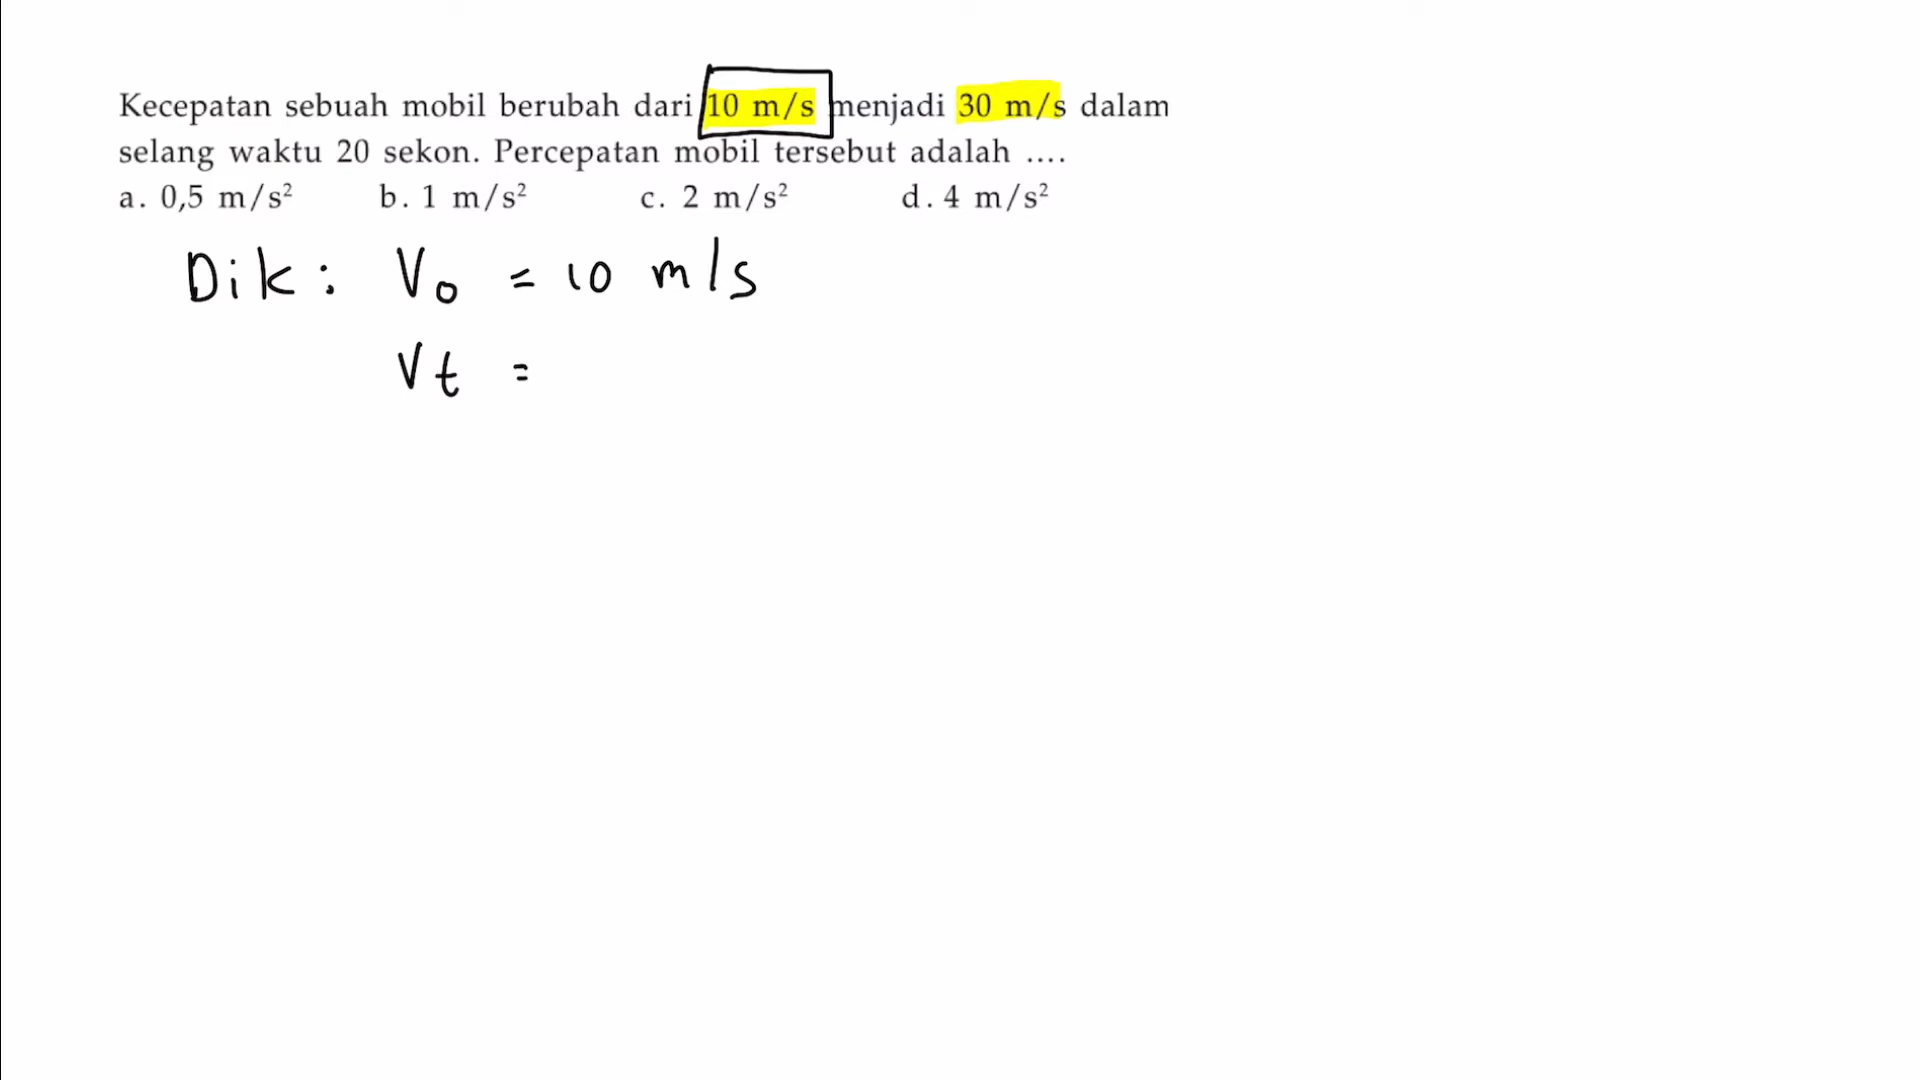 Kecepatan sebuah mobil berubah dari 10 m/s menjadi 30 m/s dalam
selang waktu 20 sekon. Percepatan mobil tersebut adalah ....
a. 0,5 m/s² b. 1 m/s² c. 2 m/s² d. 4 m/s²
Dik : V₀ = 10 m/s
Vt =